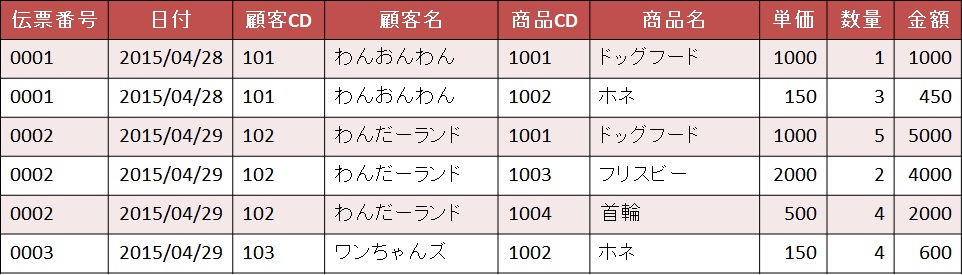 伝票番号 日付 顧客CD 顧客名 商品CD 商品名 単価 数量 金額
0001 2015/04/28 101 わんおんわん 1001 ドッグフード 1000 1 1000
0001 2015/04/28 101 わんおんわん 1002 ホネ 150 3 450
0002 2015/04/29 102 わんだーランド 1001 ドッグフード 1000 5 5000
0002 2015/04/29 102 わんだーランド 1003 フリスビー 2000 2 4000
0002 2015/04/29 102 わんだーランド 1004 首輪 500 4 2000
0003 2015/04/29 103 ワンちゃんズ 1002 ホネ 150 4 600